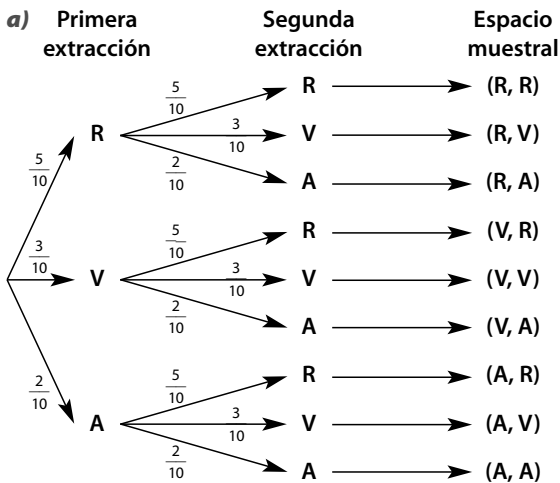 a) Primera extracción Segunda extracción Espacio muestral
5/10 R (R, R)
R 3/10 V (R, V)
5/10 2/10 A (R, A)
5/10 R (V, R)
3/10 V 3/10 V (V, V)
2/10 A (V, A)
2/10 5/10 R (A, R)
A 3/10 V (A, V)
2/10 A (A, A)